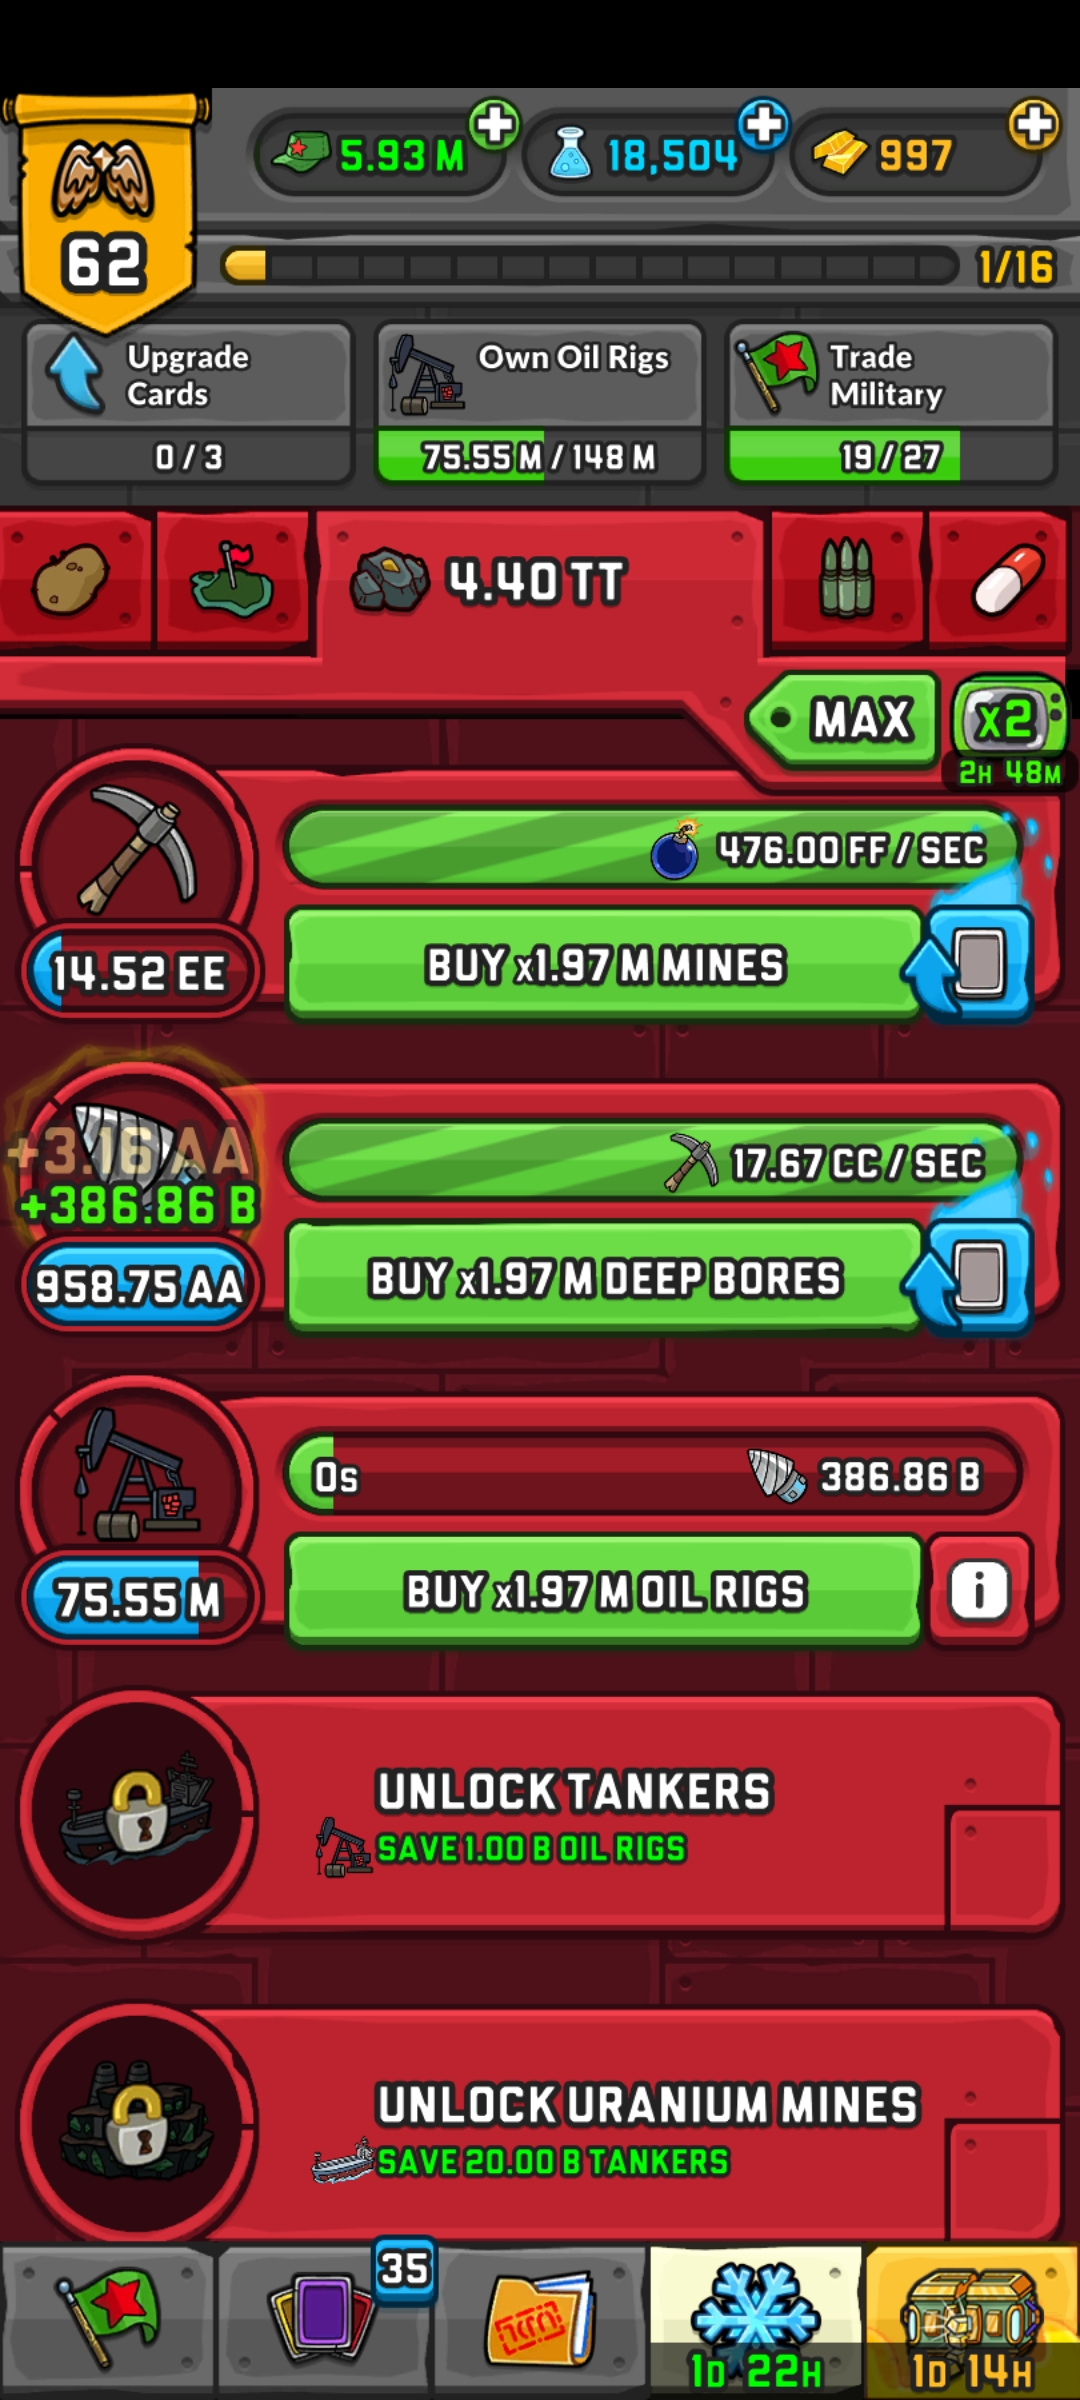 5.93 M
18,504
997
62
1/16
Upgrade
Cards
0 / 3
Own Oil Rigs
75.55 M / 148 M
Trade
Military
19 / 27
4.40 TT
MAX
x2
2H 48M
476.00 FF / SEC
14.52 EE
BUY x1.97 M MINES
+3.16 AA
+386.86 B
17.67 CC / SEC
958.75 AA
BUY x1.97 M DEEP BORES
0s
386.86 B
75.55 M
BUY x1.97 M OIL RIGS
i
UNLOCK TANKERS
SAVE 1.00 B OIL RIGS
UNLOCK URANIUM MINES
SAVE 20.00 B TANKERS
35
1D 22H
1D 14H